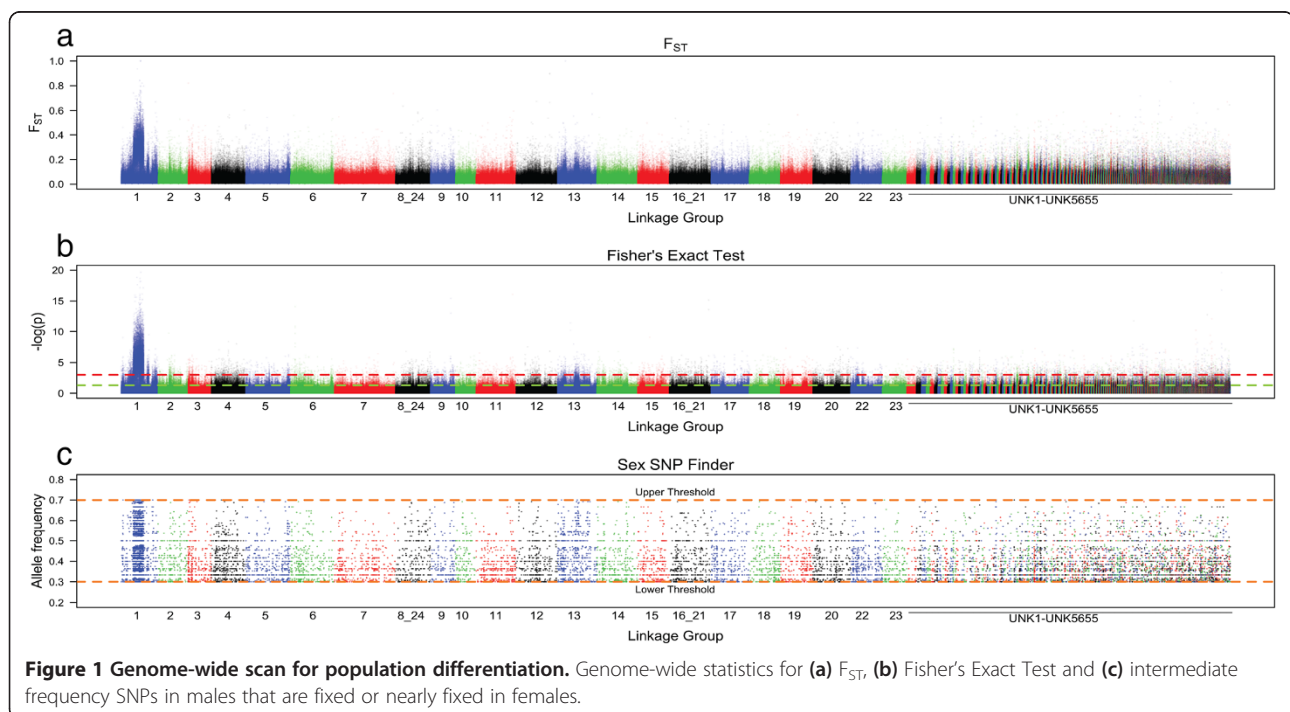 a
F_ST
1.0
0.8
0.6
0.4
0.2
0.0
F_ST
1 2 3 4 5 6 7 8_24 9 10 11 12 13 14 15 16_21 17 18 19 20 22 23 UNK1-UNK5655
Linkage Group
b
Fisher's Exact Test
20
15
10
5
0
-log(p)
1 2 3 4 5 6 7 8_24 9 10 11 12 13 14 15 16_21 17 18 19 20 22 23 UNK1-UNK5655
Linkage Group
c
Sex SNP Finder
0.8
0.7
0.6
0.5
0.4
0.3
0.2
Allele frequency
Upper Threshold
Lower Threshold
1 2 3 4 5 6 7 8_24 9 10 11 12 13 14 15 16_21 17 18 19 20 22 23 UNK1-UNK5655
Linkage Group
Figure 1 Genome-wide scan for population differentiation. Genome-wide statistics for (a) F_ST, (b) Fisher's Exact Test and (c) intermediate
frequency SNPs in males that are fixed or nearly fixed in females.